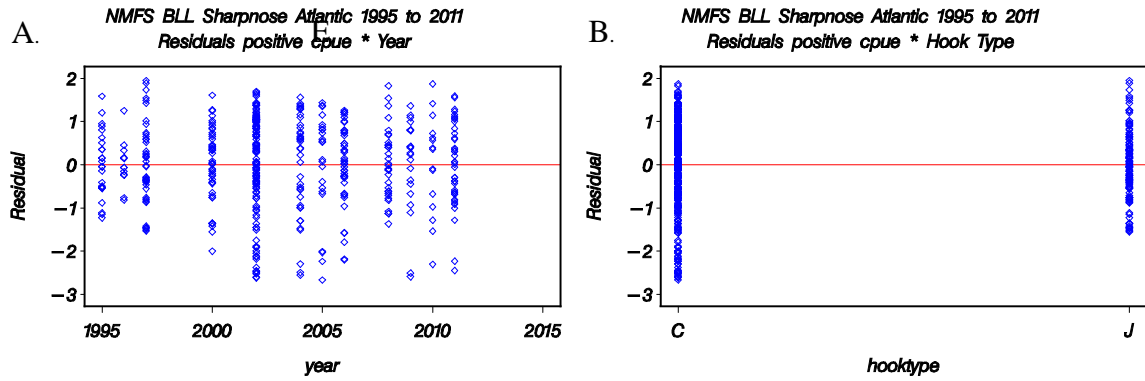 A.
NMFS BLL Sharpnose Atlantic 1995 to 2011
E.
Residuals positive cpue * Year
Residual
2
1
0
−1
−2
−3
1995 2000 2005 2010 2015
year
B.
NMFS BLL Sharpnose Atlantic 1995 to 2011
Residuals positive cpue * Hook Type
Residual
2
1
0
−1
−2
−3
C J
hooktype